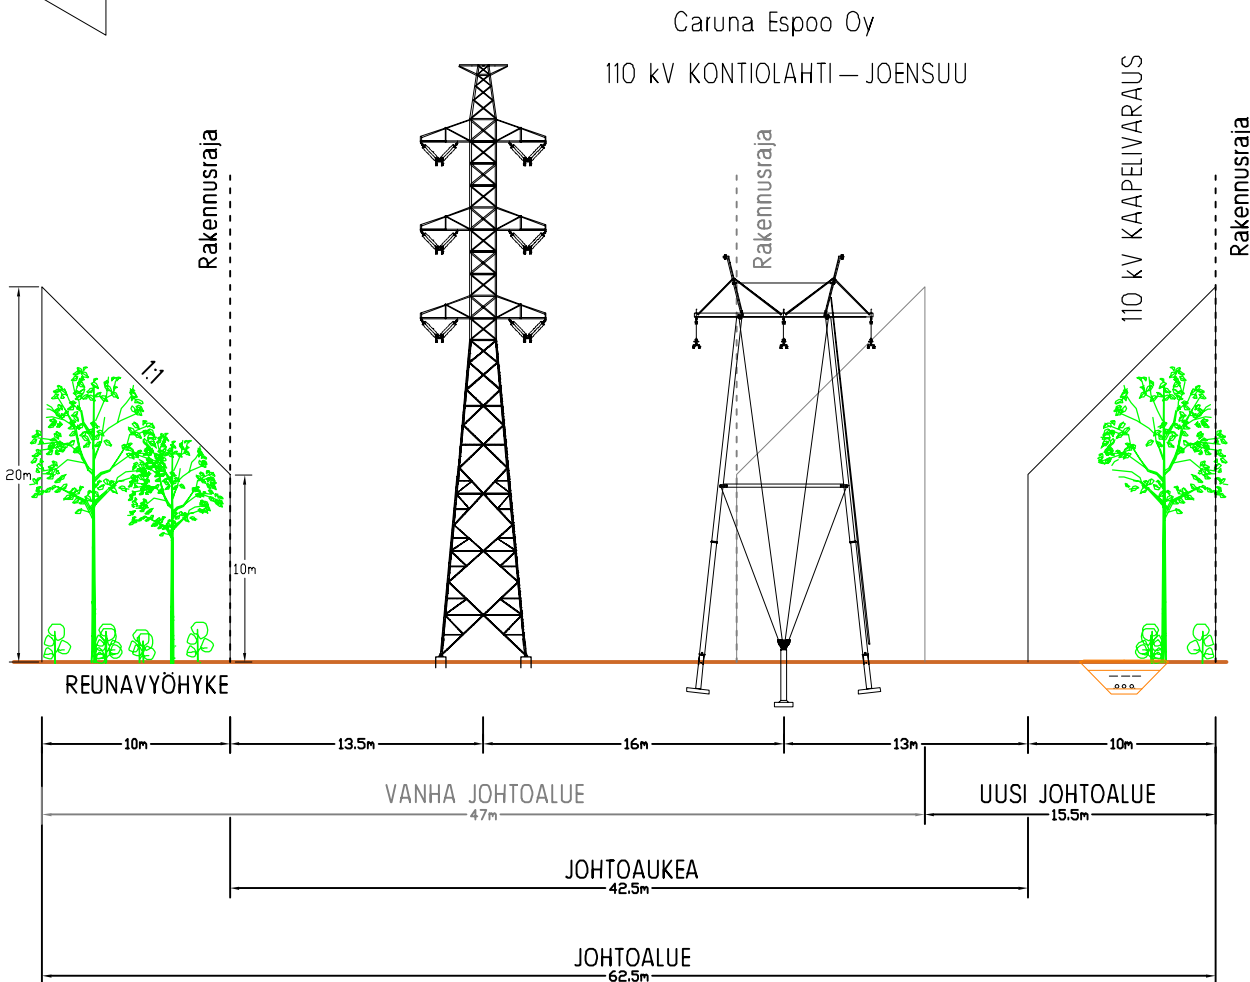 Caruna Espoo Oy
110 kV KONTIOLAHTI – JOENSUU
Rakennusraja
Rakennusraja
110 kV KAAPELIVARAUS
Rakennusraja
1:1
20m
10m
REUNAVYÖHYKE
10m
13.5m
16m
13m
10m
VANHA JOHTOALUE
47m
UUSI JOHTOALUE
15.5m
JOHTOAUKEA
42.5m
JOHTOALUE
62.5m